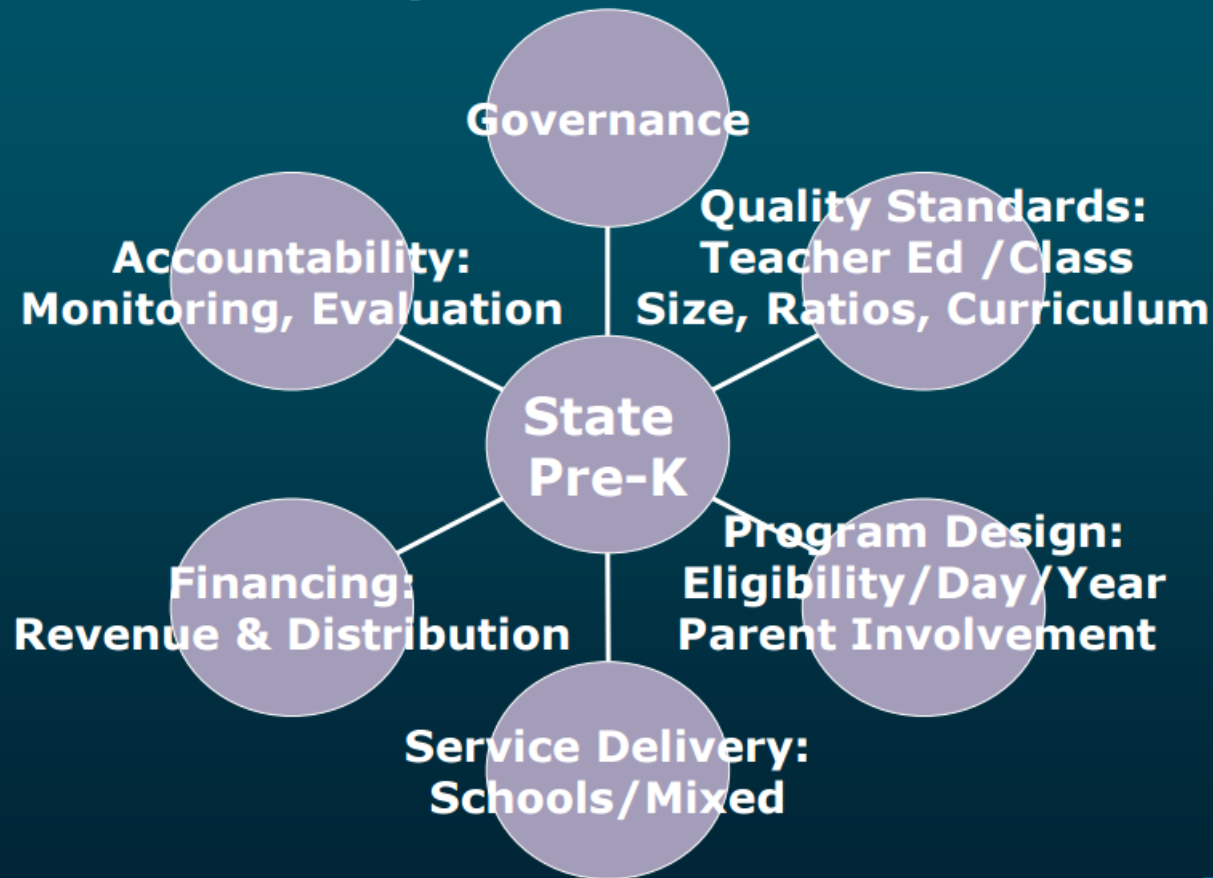 Governance
Quality Standards:
Teacher Ed /Class
Size, Ratios, Curriculum
Accountability:
Monitoring, Evaluation
State
Pre-K
Program Design:
Eligibility/Day/Year
Parent Involvement
Financing:
Revenue & Distribution
Service Delivery:
Schools/Mixed